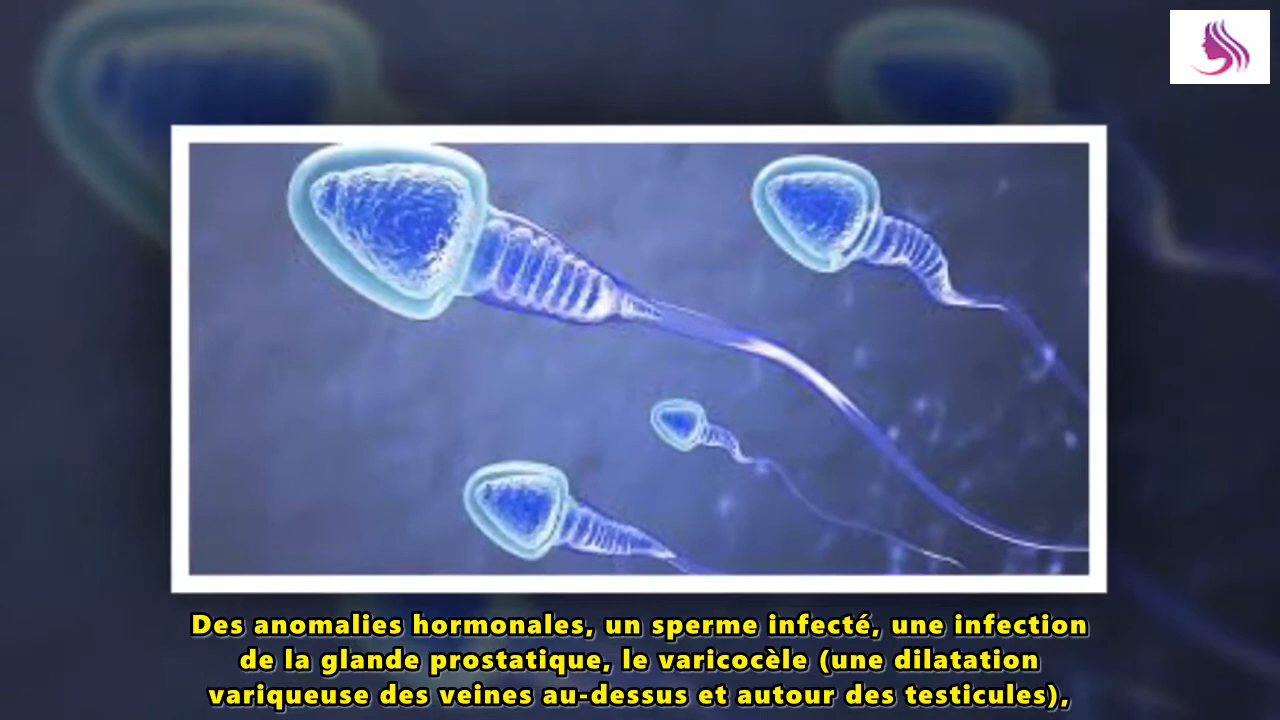 Des anomalies hormonales, un sperme infecté, une infection
de la glande prostatique, le varicocèle (une dilatation
variqueuse des veines au-dessus et autour des testicules),